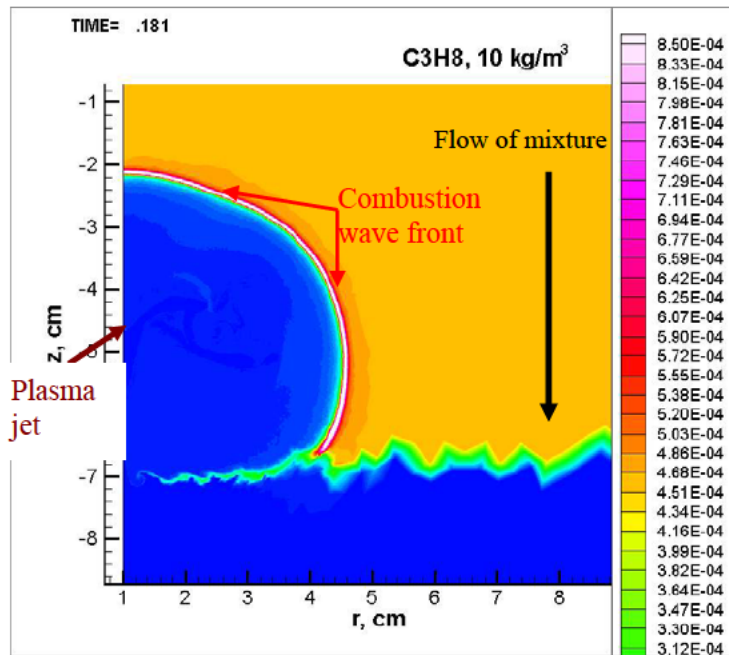 TIME= .181
C3H8, 10 kg/m³
-1
-2
-3
-4
5
-7
-8
z, cm
1 2 3 4 5 6 7 8
r, cm
Flow of mixture
Combustion
wave front
Plasma
jet
8.50E-04
8.33E-04
8.15E-04
7.98E-04
7.81E-04
7.63E-04
7.46E-04
7.29E-04
7.11E-04
6.94E-04
6.77E-04
6.59E-04
6.42E-04
6.25E-04
6.07E-04
5.90E-04
5.72E-04
5.55E-04
5.38E-04
5.20E-04
5.03E-04
4.86E-04
4.68E-04
4.51E-04
4.34E-04
4.16E-04
3.99E-04
3.82E-04
3.64E-04
3.47E-04
3.30E-04
3.12E-04